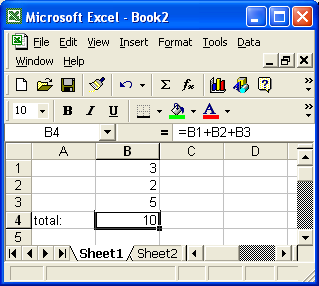 Microsoft Excel - Book2
File Edit View Insert Format Tools Data
Window Help
Σ fx
10 B I U A
B4 = =B1+B2+B3
A B C D
1 3
2 2
3 5
4 total: 10
5
Sheet1 Sheet2